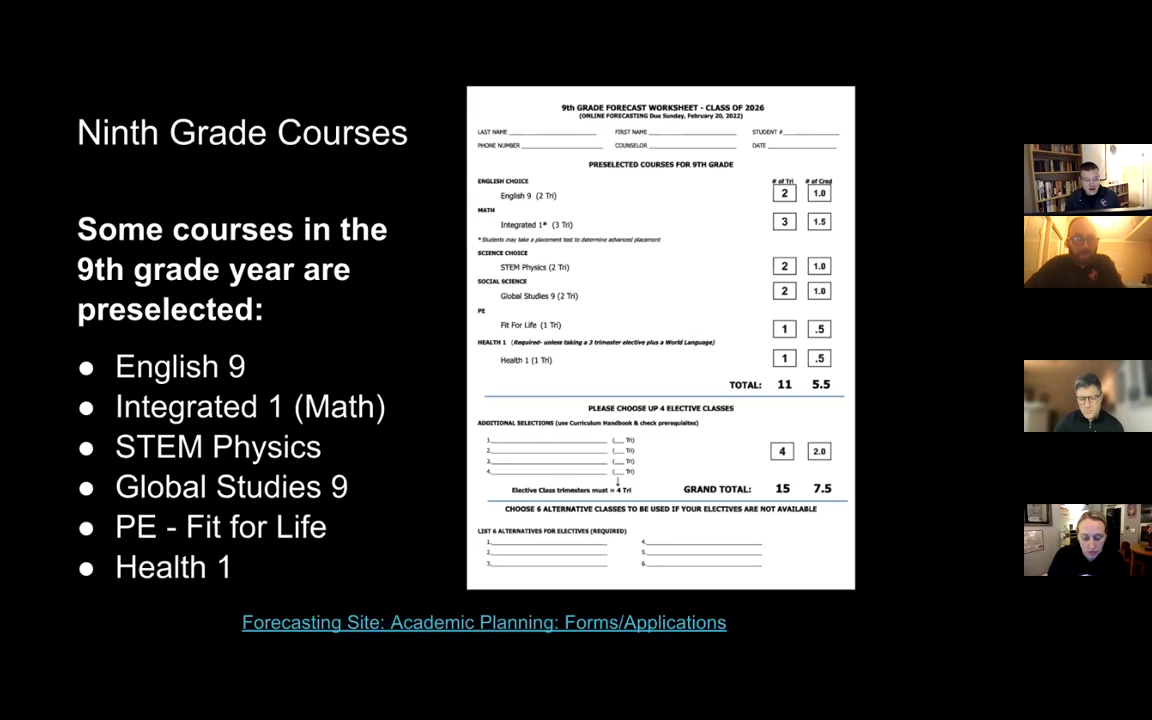 Ninth Grade Courses
Some courses in the
9th grade year are
preselected:
● English 9
● Integrated 1 (Math)
● STEM Physics
● Global Studies 9
● PE - Fit for Life
● Health 1
9th GRADE FORECAST WORKSHEET - CLASS OF 2026
(ONLINE FORECASTING Due Sunday, February 20, 2022)
LAST NAME FIRST NAME STUDENT #
PHONE NUMBER COUNSELOR DATE
PRESELECTED COURSES FOR 9TH GRADE
ENGLISH CHOICE # of Tri # of Cred
English 9 (2 Tri) 2 1.0
MATH
Integrated 1* (3 Tri) 3 1.5
*Students may take a placement test to determine advanced placement
SCIENCE CHOICE
STEM Physics (2 Tri) 2 1.0
SOCIAL SCIENCE
Global Studies 9 (2 Tri) 2 1.0
PE
Fit For Life (1 Tri) 1 .5
HEALTH 1 (Required- unless taking a 3 trimester elective plus a World Language)
Health 1 (1 Tri) 1 .5
TOTAL: 11 5.5
PLEASE CHOOSE UP 4 ELECTIVE CLASSES
ADDITIONAL SELECTIONS (use Curriculum Handbook & check prerequisites)
1. (__ Tri)
2. (__ Tri)
3. (__ Tri)
4. (__ Tri)
4 2.0
Elective Class trimesters must = 4 Tri GRAND TOTAL: 15 7.5
CHOOSE 6 ALTERNATIVE CLASSES TO BE USED IF YOUR ELECTIVES ARE NOT AVAILABLE
LIST 6 ALTERNATIVES FOR ELECTIVES (REQUIRED)
1. 4.
2. 5.
3. 6.
Forecasting Site: Academic Planning: Forms/Applications